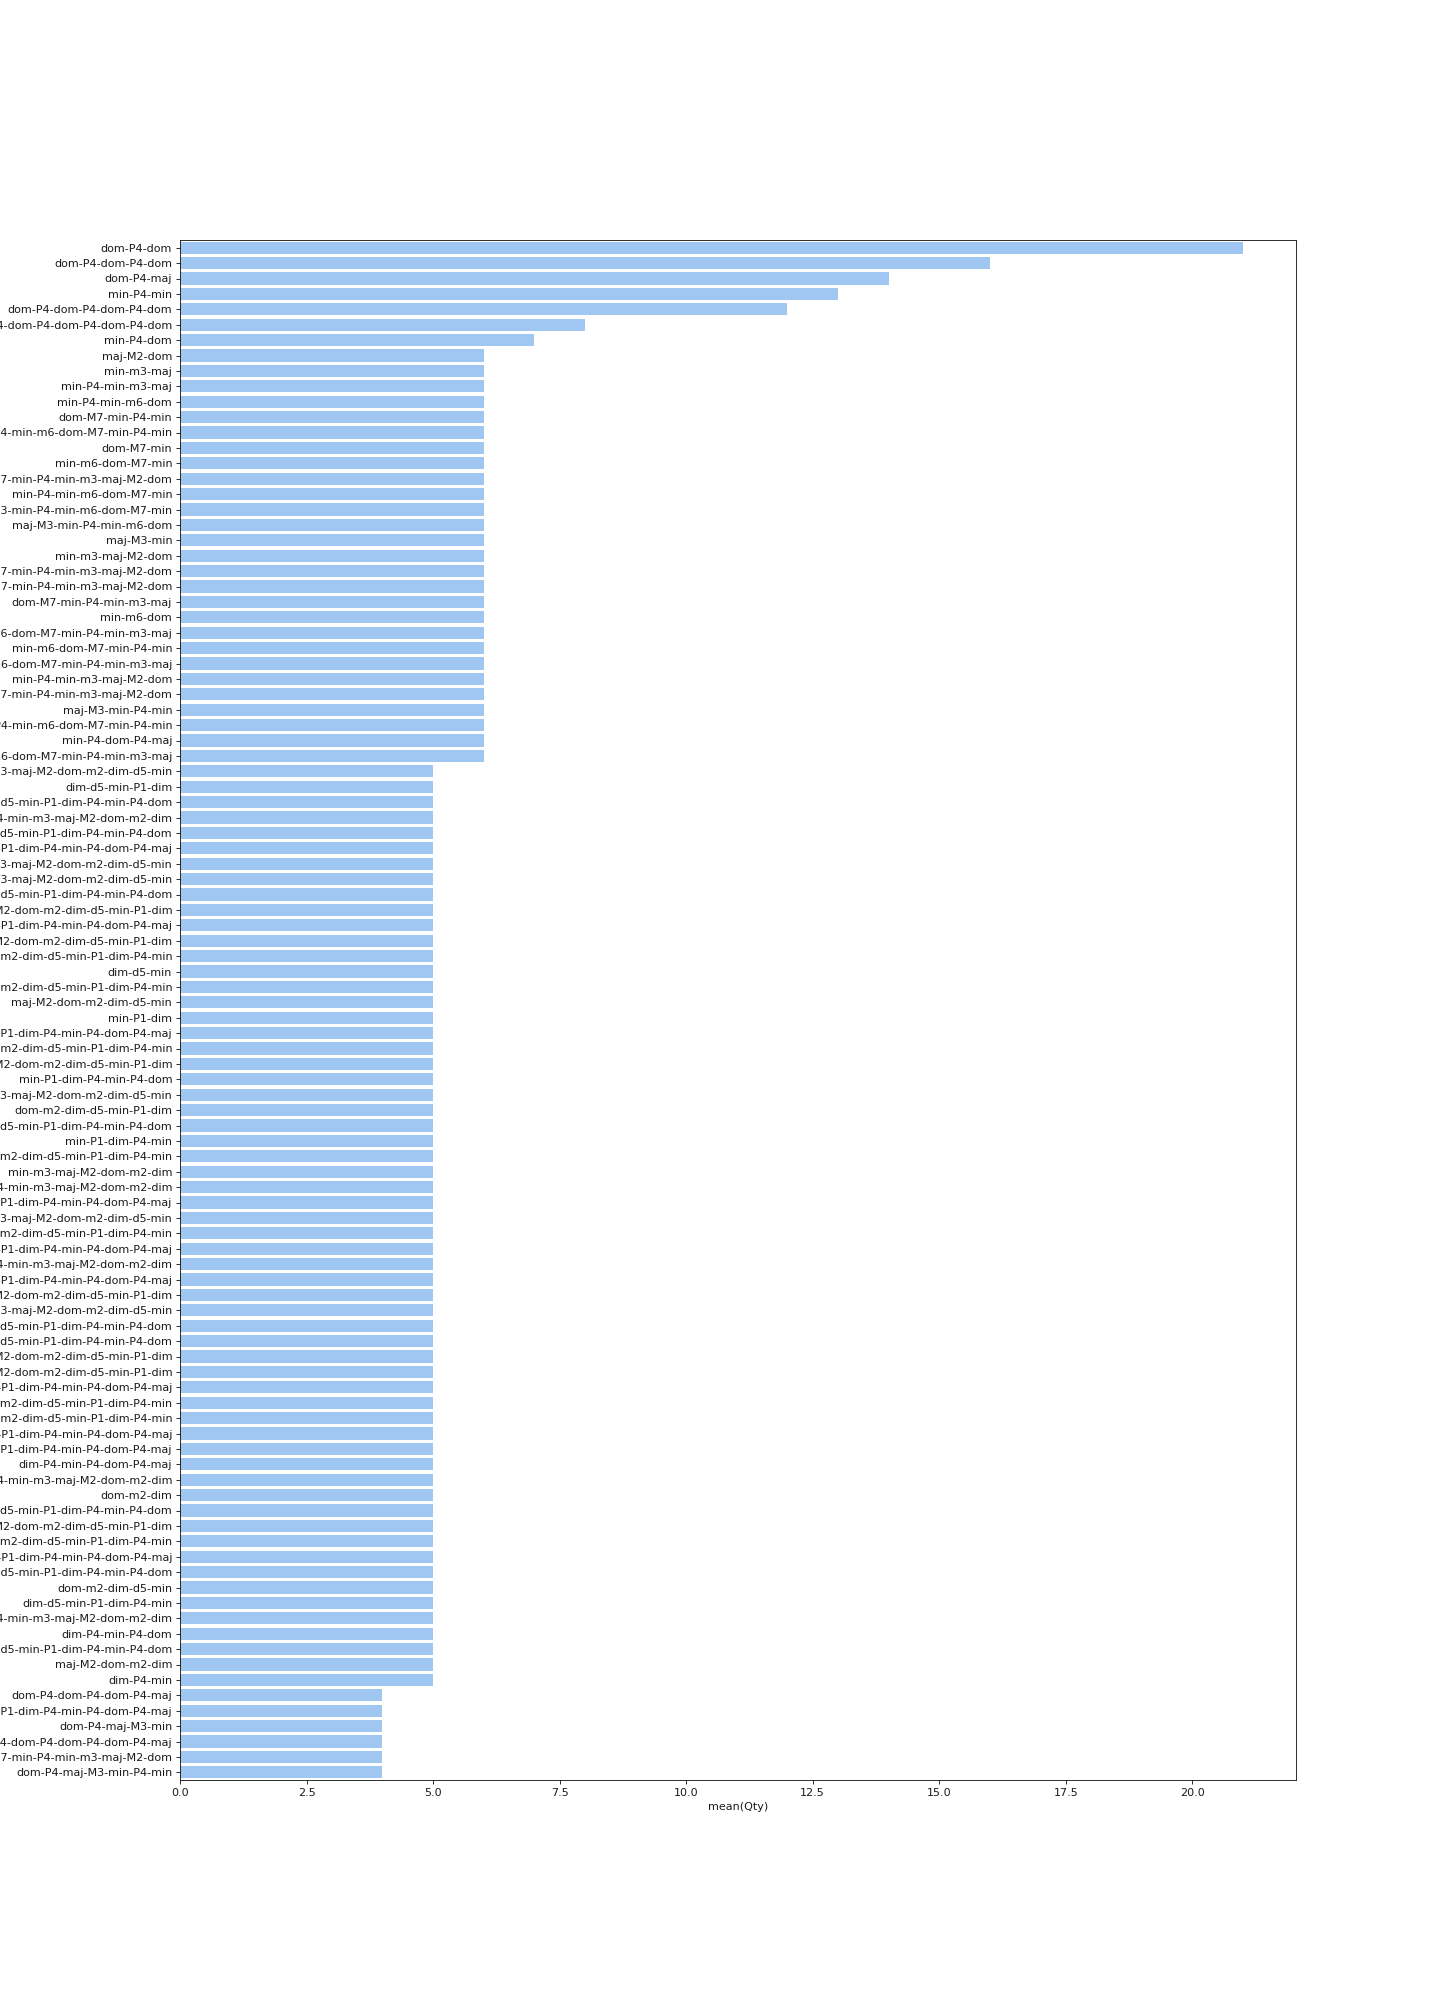 dom-P4-dom
dom-P4-dom-P4-dom
dom-P4-maj
min-P4-min
dom-P4-dom-P4-dom-P4-dom
4-dom-P4-dom-P4-dom-P4-dom
min-P4-dom
maj-M2-dom
min-m3-maj
min-P4-min-m3-maj
min-P4-min-m6-dom
dom-M7-min-P4-min
4-min-m6-dom-M7-min-P4-min
dom-M7-min
min-m6-dom-M7-min
7-min-P4-min-m3-maj-M2-dom
min-P4-min-m6-dom-M7-min
3-min-P4-min-m6-dom-M7-min
maj-M3-min-P4-min-m6-dom
maj-M3-min
min-m3-maj-M2-dom
7-min-P4-min-m3-maj-M2-dom
7-min-P4-min-m3-maj-M2-dom
dom-M7-min-P4-min-m3-maj
min-m6-dom
6-dom-M7-min-P4-min-m3-maj
min-m6-dom-M7-min-P4-min
6-dom-M7-min-P4-min-m3-maj
min-P4-min-m3-maj-M2-dom
7-min-P4-min-m3-maj-M2-dom
maj-M3-min-P4-min
P4-min-m6-dom-M7-min-P4-min
min-P4-dom-P4-maj
6-dom-M7-min-P4-min-m3-maj
3-maj-M2-dom-m2-dim-d5-min
dim-d5-min-P1-dim
d5-min-P1-dim-P4-min-P4-dom
4-min-m3-maj-M2-dom-m2-dim
d5-min-P1-dim-P4-min-P4-dom
P1-dim-P4-min-P4-dom-P4-maj
3-maj-M2-dom-m2-dim-d5-min
3-maj-M2-dom-m2-dim-d5-min
d5-min-P1-dim-P4-min-P4-dom
M2-dom-m2-dim-d5-min-P1-dim
P1-dim-P4-min-P4-dom-P4-maj
M2-dom-m2-dim-d5-min-P1-dim
m2-dim-d5-min-P1-dim-P4-min
dim-d5-min
m2-dim-d5-min-P1-dim-P4-min
maj-M2-dom-m2-dim-d5-min
min-P1-dim
P1-dim-P4-min-P4-dom-P4-maj
m2-dim-d5-min-P1-dim-P4-min
M2-dom-m2-dim-d5-min-P1-dim
min-P1-dim-P4-min-P4-dom
3-maj-M2-dom-m2-dim-d5-min
dom-m2-dim-d5-min-P1-dim
d5-min-P1-dim-P4-min-P4-dom
min-P1-dim-P4-min
m2-dim-d5-min-P1-dim-P4-min
min-m3-maj-M2-dom-m2-dim
4-min-m3-maj-M2-dom-m2-dim
P1-dim-P4-min-P4-dom-P4-maj
3-maj-M2-dom-m2-dim-d5-min
m2-dim-d5-min-P1-dim-P4-min
P1-dim-P4-min-P4-dom-P4-maj
4-min-m3-maj-M2-dom-m2-dim
P1-dim-P4-min-P4-dom-P4-maj
M2-dom-m2-dim-d5-min-P1-dim
3-maj-M2-dom-m2-dim-d5-min
d5-min-P1-dim-P4-min-P4-dom
d5-min-P1-dim-P4-min-P4-dom
M2-dom-m2-dim-d5-min-P1-dim
M2-dom-m2-dim-d5-min-P1-dim
P1-dim-P4-min-P4-dom-P4-maj
m2-dim-d5-min-P1-dim-P4-min
m2-dim-d5-min-P1-dim-P4-min
P1-dim-P4-min-P4-dom-P4-maj
P1-dim-P4-min-P4-dom-P4-maj
dim-P4-min-P4-dom-P4-maj
4-min-m3-maj-M2-dom-m2-dim
dom-m2-dim
d5-min-P1-dim-P4-min-P4-dom
M2-dom-m2-dim-d5-min-P1-dim
m2-dim-d5-min-P1-dim-P4-min
P1-dim-P4-min-P4-dom-P4-maj
d5-min-P1-dim-P4-min-P4-dom
dom-m2-dim-d5-min
dim-d5-min-P1-dim-P4-min
4-min-m3-maj-M2-dom-m2-dim
dim-P4-min-P4-dom
d5-min-P1-dim-P4-min-P4-dom
maj-M2-dom-m2-dim
dim-P4-min
dom-P4-dom-P4-dom-P4-maj
P1-dim-P4-min-P4-dom-P4-maj
dom-P4-maj-M3-min
4-dom-P4-dom-P4-dom-P4-maj
7-min-P4-min-m3-maj-M2-dom
dom-P4-maj-M3-min-P4-min
0.0 2.5 5.0 7.5 10.0 12.5 15.0 17.5 20.0
mean(Qty)